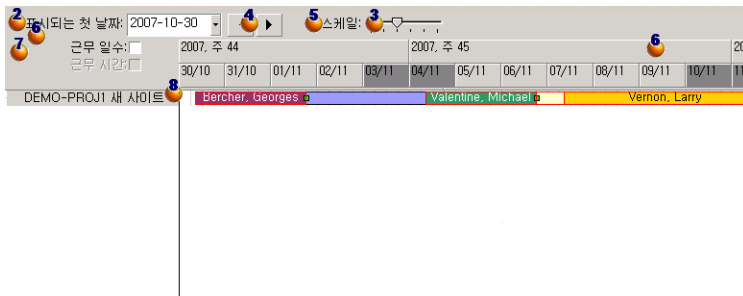 2 표시되는 첫 날짜: 2007-10-30 4 5 스케일: 3
6
7 근무 일수: 2007, 주 44 2007, 주 45 6 20
근무 시간:
30/10 31/10 01/11 02/11 03/11 04/11 05/11 06/11 07/11 08/11 09/11 10/11 11
DEMO-PROJ1 새 사이트 8 Bercher, Georges Valentine, Michael Vernon, Larry